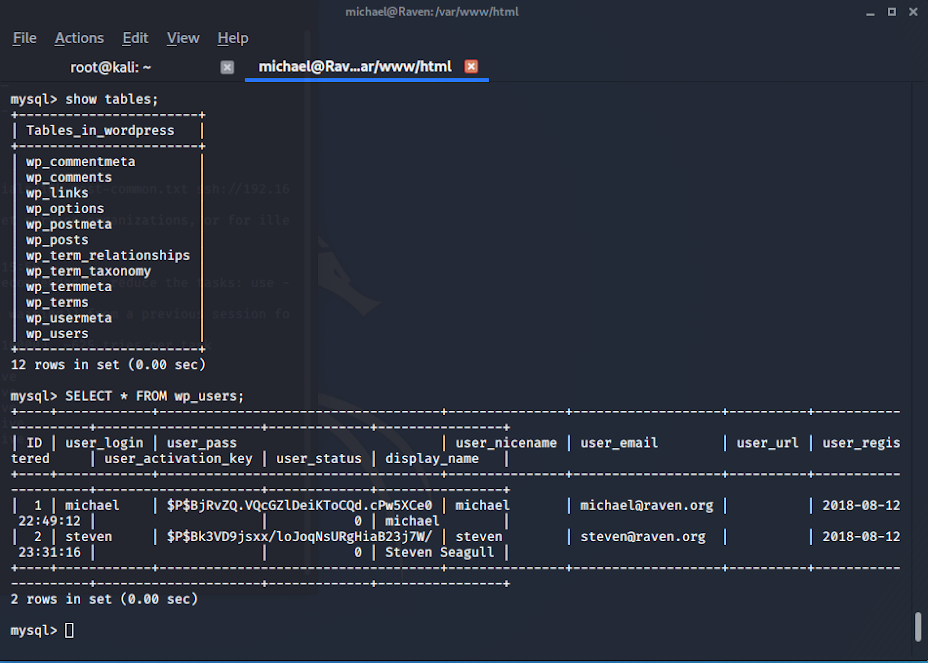 michael@Raven: /var/www/html
File Actions Edit View Help
root@kali: ~ michael@Rav...ar/www/html
mysql> show tables;
+-----------------------+
| Tables_in_wordpress |
+-----------------------+
| wp_commentmeta |
| wp_comments |
| wp_links |
| wp_options |
| wp_postmeta |
| wp_posts |
| wp_term_relationships |
| wp_term_taxonomy |
| wp_termmeta |
| wp_terms |
| wp_usermeta |
| wp_users |
+-----------------------+
12 rows in set (0.00 sec)
mysql> SELECT * FROM wp_users;
+----+------------+------------------------------------+---------------+-------------------+----------+-----------
----------+---------------------+-------------+----------------+
| ID | user_login | user_pass | user_nicename | user_email | user_url | user_regis
tered | user_activation_key | user_status | display_name |
+----+------------+------------------------------------+---------------+-------------------+----------+-----------
----------+---------------------+-------------+----------------+
| 1 | michael | $P$BjRvZQ.VQcGZlDeiKToCQd.cPw5XCe0 | michael | michael@raven.org | | 2018-08-12
22:49:12 | | 0 | michael |
| 2 | steven | $P$Bk3VD9jsxx/loJoqNsURgHiaB23j7W/ | steven | steven@raven.org | | 2018-08-12
23:31:16 | | 0 | Steven Seagull |
+----+------------+------------------------------------+---------------+-------------------+----------+-----------
----------+---------------------+-------------+----------------+
2 rows in set (0.00 sec)
mysql>